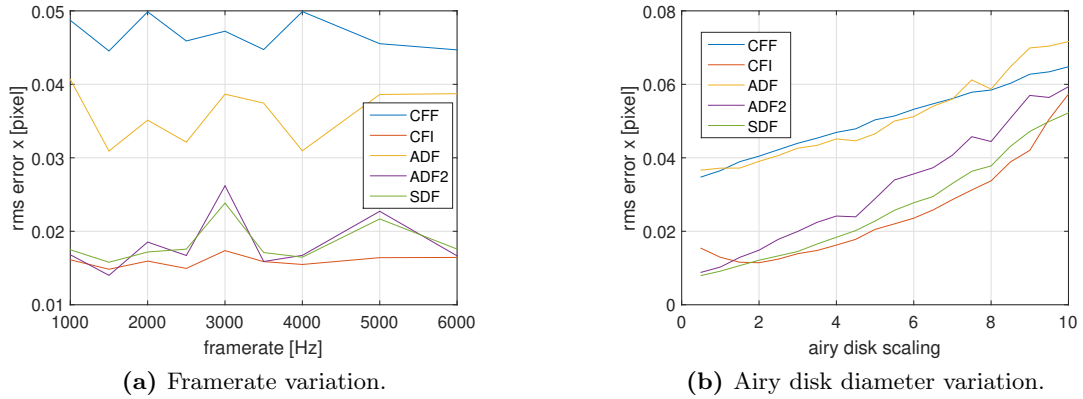 0.05
0.04
0.03
0.02
0.01
rms error x [pixel]
1000 2000 3000 4000 5000 6000
framerate [Hz]
CFF
CFI
ADF
ADF2
SDF
(a) Framerate variation.
0.08
0.06
0.04
0.02
0
rms error x [pixel]
0 2 4 6 8 10
airy disk scaling
CFF
CFI
ADF
ADF2
SDF
(b) Airy disk diameter variation.